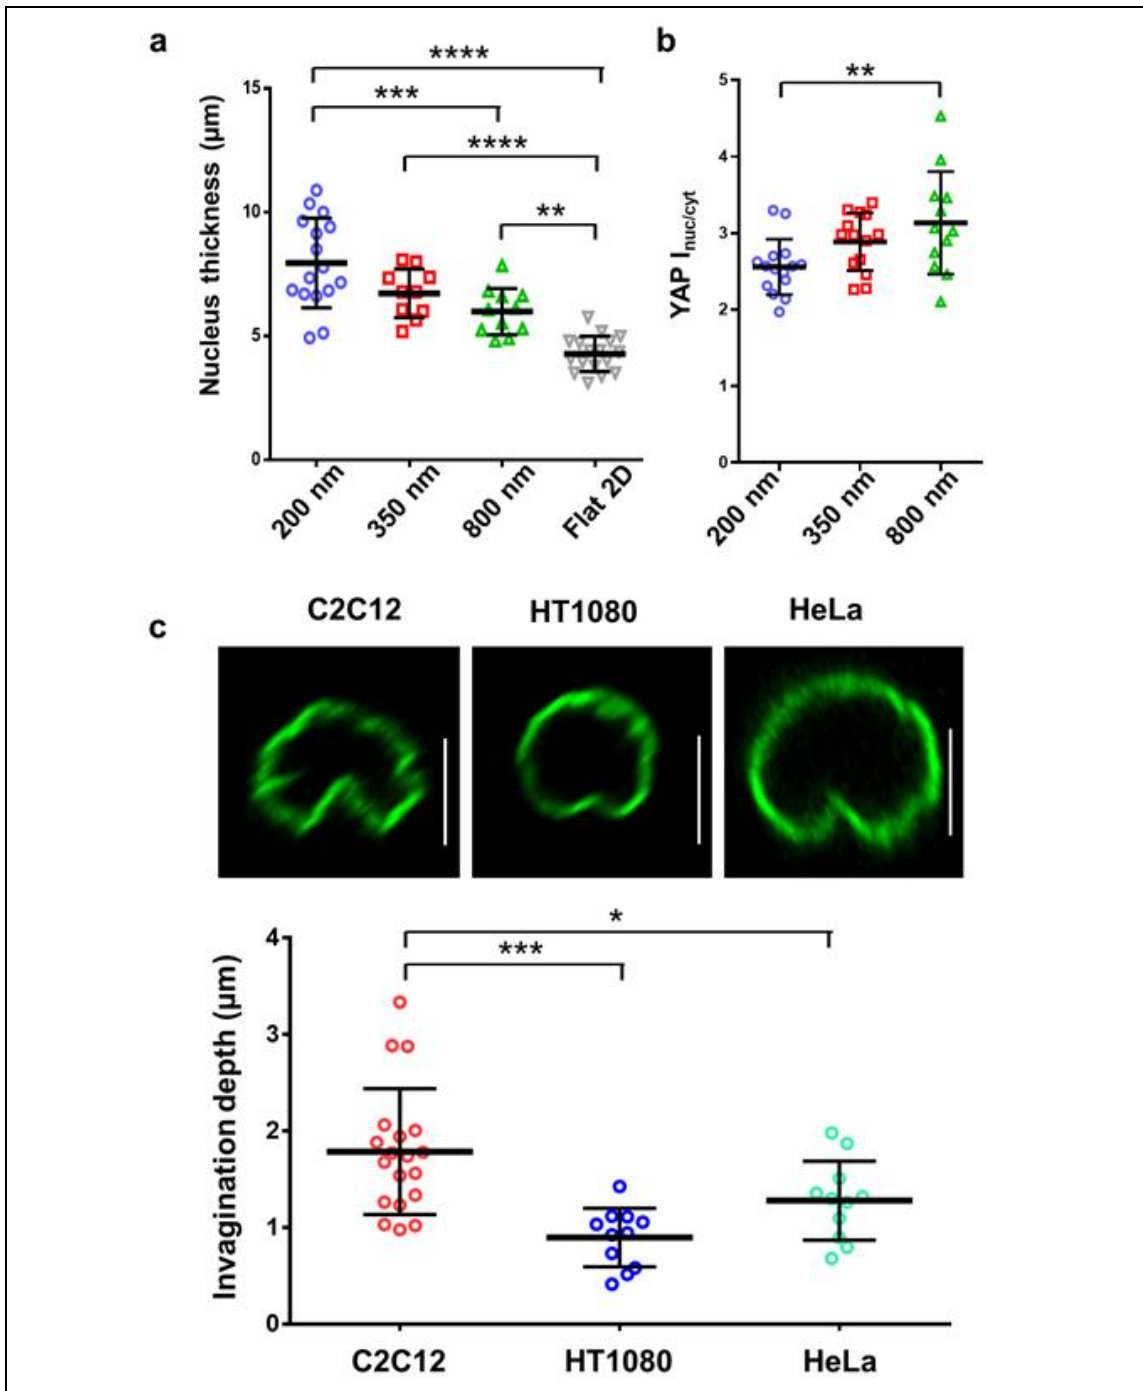 a
****
***
****
**
Nucleus thickness (μm)
15
10
5
0
200 nm
350 nm
800 nm
Flat 2D
b
**
YAP Inuc/cyt
5
4
3
2
1
0
200 nm
350 nm
800 nm
c
C2C12
HT1080
HeLa
*
***
Invagination depth (μm)
4
3
2
1
0
C2C12
HT1080
HeLa